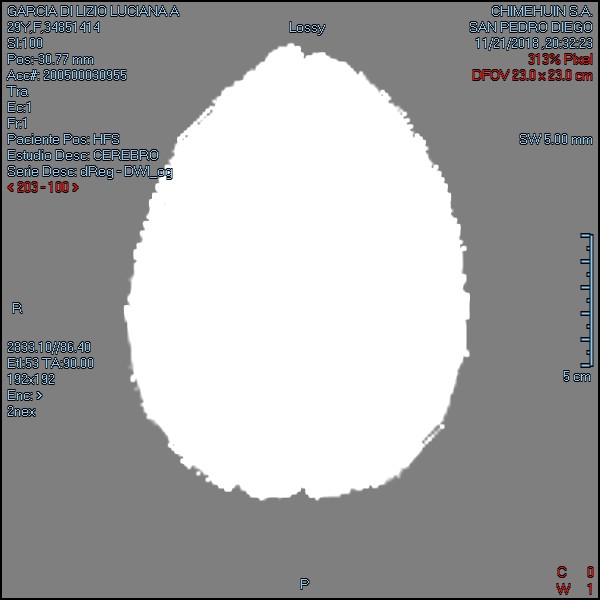 GARCIA DI LIZIO LUCIANA A
29Y,F,34851414
Sl:100
Pos:-30.77 mm
Acc#: 200500030955
Tra
Ec:1
Fr:1
Paciente Pos: HFS
Estudio Desc: CEREBRO
Serie Desc: dReg - DWI_og
< 203 - 100 >
Lossy
CHIMEHUIN S.A.
SAN PEDRO DIEGO
11/21/2018 ,20:32:23
313% Pixel
DFOV 23.0 x 23.0 cm
SW 5.00 mm
R
2833.10//86.40
Etl:53 TA:90.00
192x192
Enc: >
2nex
5 cm
P
C 0
W 1